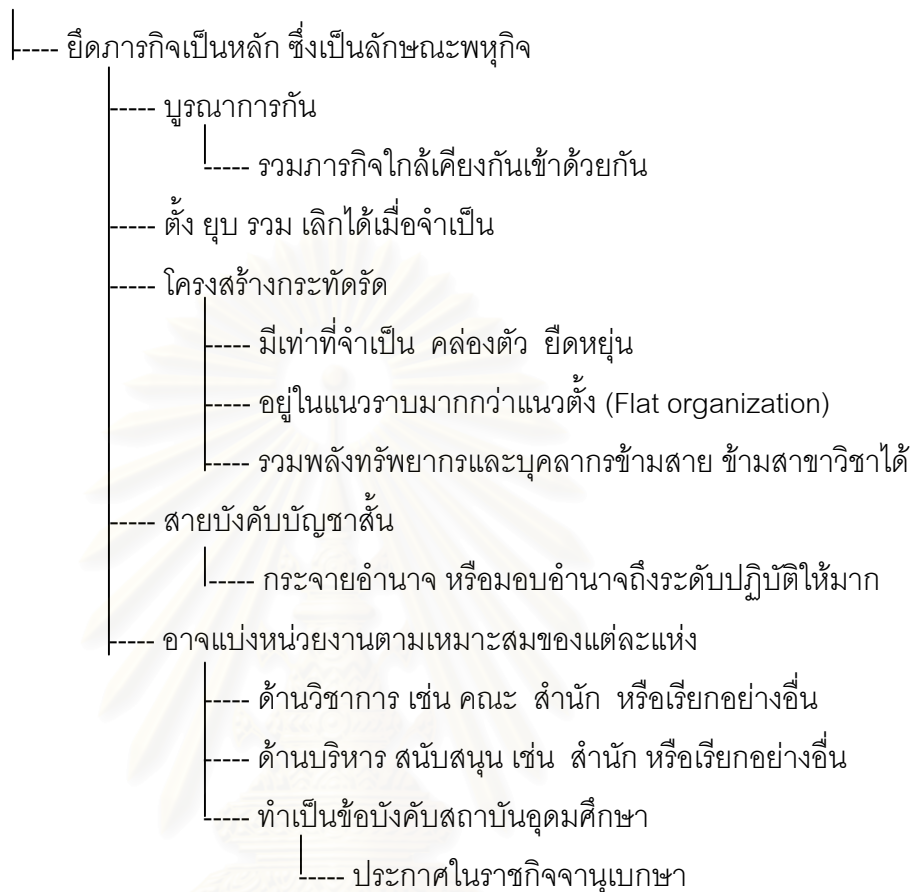 ยึดภารกิจเป็นหลัก ซึ่งเป็นลักษณะพหุกิจ
บูรณาการกัน
รวมภารกิจใกล้เคียงกันเข้าด้วยกัน
ตั้ง ยุบ รวม เลิกได้เมื่อจำเป็น
โครงสร้างกระทัดรัด
มีเท่าที่จำเป็น คล่องตัว ยืดหยุ่น
อยู่ในแนวราบมากกว่าแนวตั้ง (Flat organization)
รวมพลังทรัพยากรและบุคลากรข้ามสาย ข้ามสาขาวิชาได้
สายบังคับบัญชาสั้น
กระจายอำนาจ หรือมอบอำนาจถึงระดับปฏิบัติให้มาก
อาจแบ่งหน่วยงานตามเหมาะสมของแต่ละแห่ง
ด้านวิชาการ เช่น คณะ สำนัก หรือเรียกอย่างอื่น
ด้านบริหาร สนับสนุน เช่น สำนัก หรือเรียกอย่างอื่น
ทำเป็นข้อบังคับสถาบันอุดมศึกษา
ประกาศในราชกิจจานุเบกษา